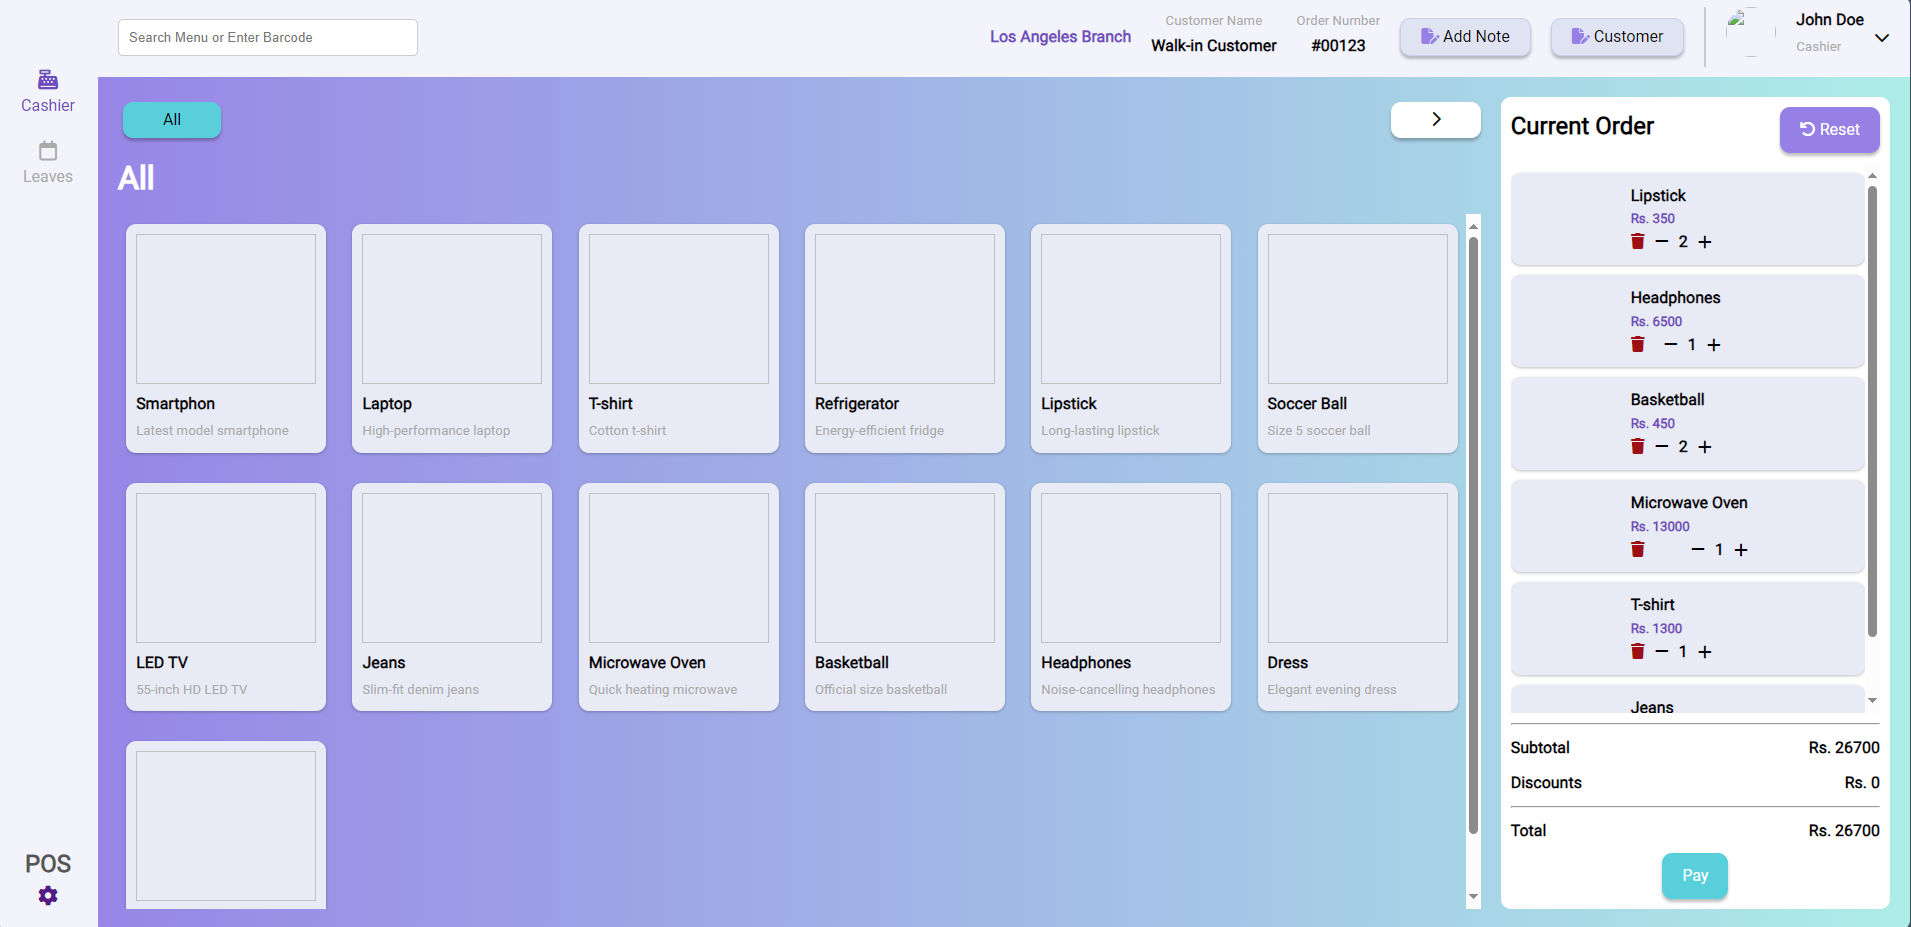 Search Menu or Enter Barcode
Los Angeles Branch
Customer Name
Walk-in Customer
Order Number
#00123
Add Note
Customer
John Doe
Cashier
Cashier
Leaves
POS
All
All
Smartphon
Latest model smartphone
Laptop
High-performance laptop
T-shirt
Cotton t-shirt
Refrigerator
Energy-efficient fridge
Lipstick
Long-lasting lipstick
Soccer Ball
Size 5 soccer ball
LED TV
55-inch HD LED TV
Jeans
Slim-fit denim jeans
Microwave Oven
Quick heating microwave
Basketball
Official size basketball
Headphones
Noise-cancelling headphones
Dress
Elegant evening dress
Current Order
Reset
Lipstick
Rs. 350
2
Headphones
Rs. 6500
1
Basketball
Rs. 450
2
Microwave Oven
Rs. 13000
1
T-shirt
Rs. 1300
1
Jeans
Subtotal Rs. 26700
Discounts Rs. 0
Total Rs. 26700
Pay